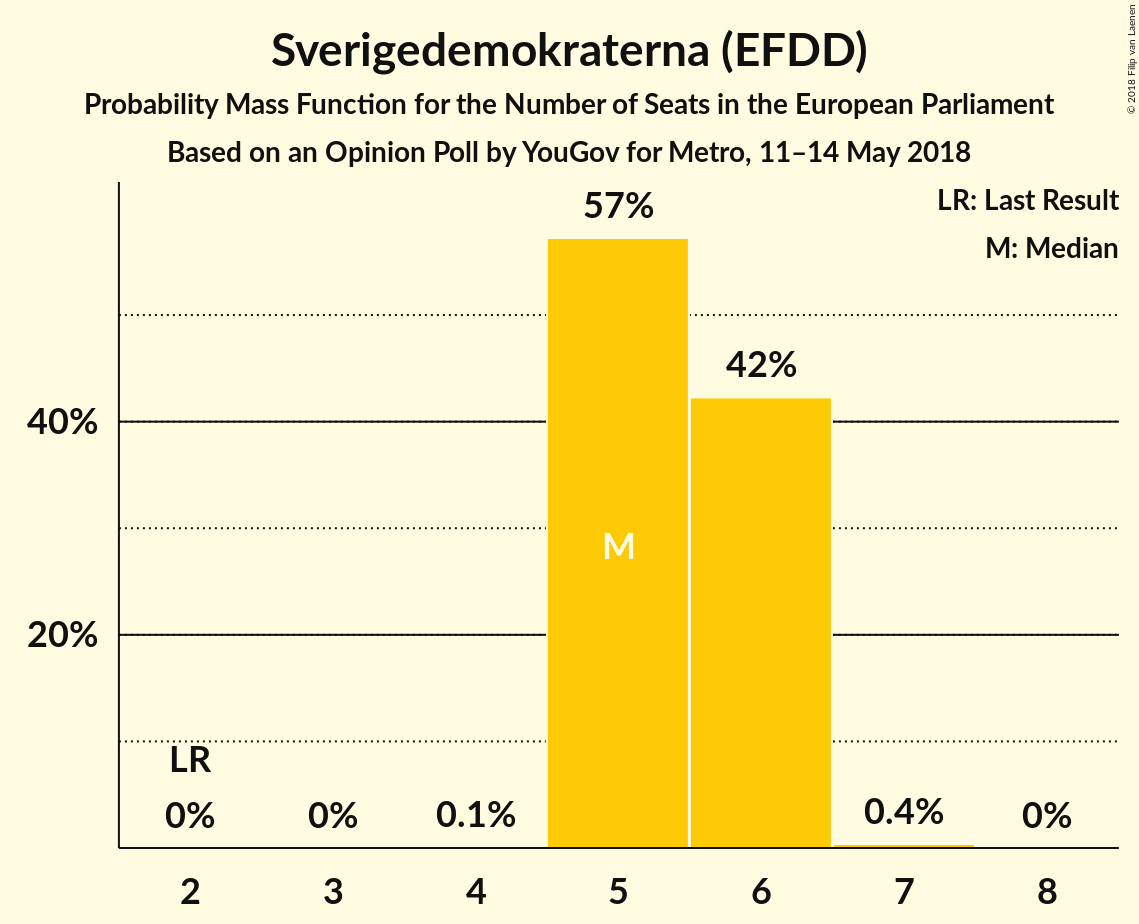 Sverigedemokraterna (EFDD)
Probability Mass Function for the Number of Seats in the European Parliament
Based on an Opinion Poll by YouGov for Metro, 11–14 May 2018
© 2018 Filip van Laenen
LR: Last Result
M: Median
57%
42%
40%
M
20%
LR
0%
0%
0.1%
0.4%
0%
2
3
4
5
6
7
8